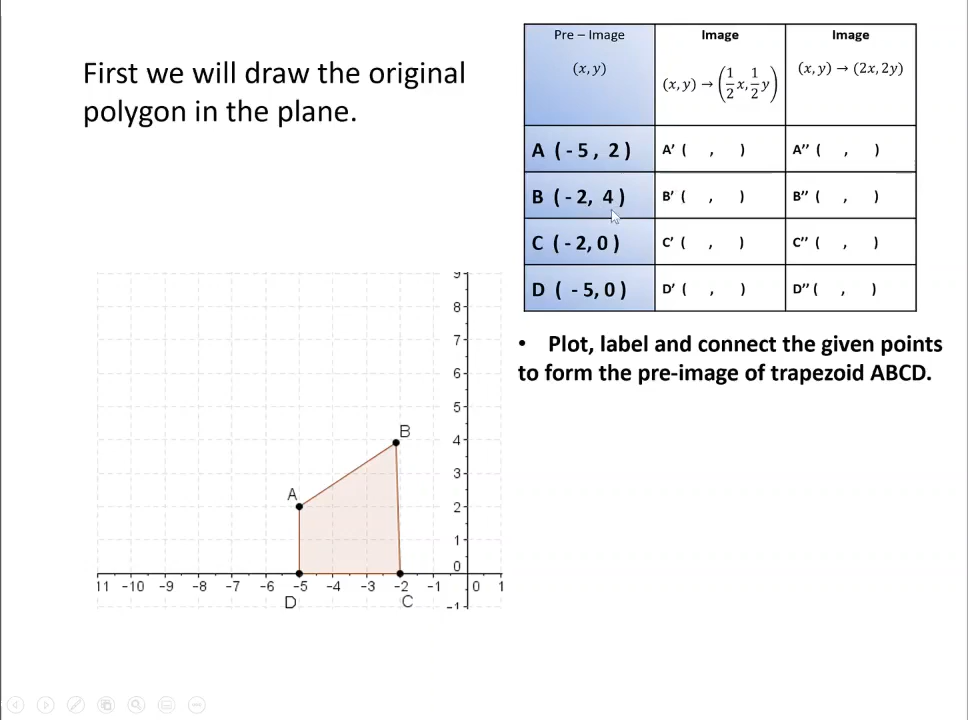 First we will draw the original
polygon in the plane.
Pre – Image
(x, y)
Image
(x, y) → (1/2 x, 1/2 y)
Image
(x, y) → (2x, 2y)
A ( - 5 , 2 )
A’ ( , )
A’’ ( , )
B ( - 2, 4 )
B’ ( , )
B’’ ( , )
C ( - 2, 0 )
C’ ( , )
C’’ ( , )
D ( - 5, 0 )
D’ ( , )
D’’ ( , )
• Plot, label and connect the given points
to form the pre-image of trapezoid ABCD.
9
8
7
6
5
B
4
3
A
2
1
0
11 −10 −9 −8 −7 −6 −5 −4 −3 −2 −1 0 1
D C
−1